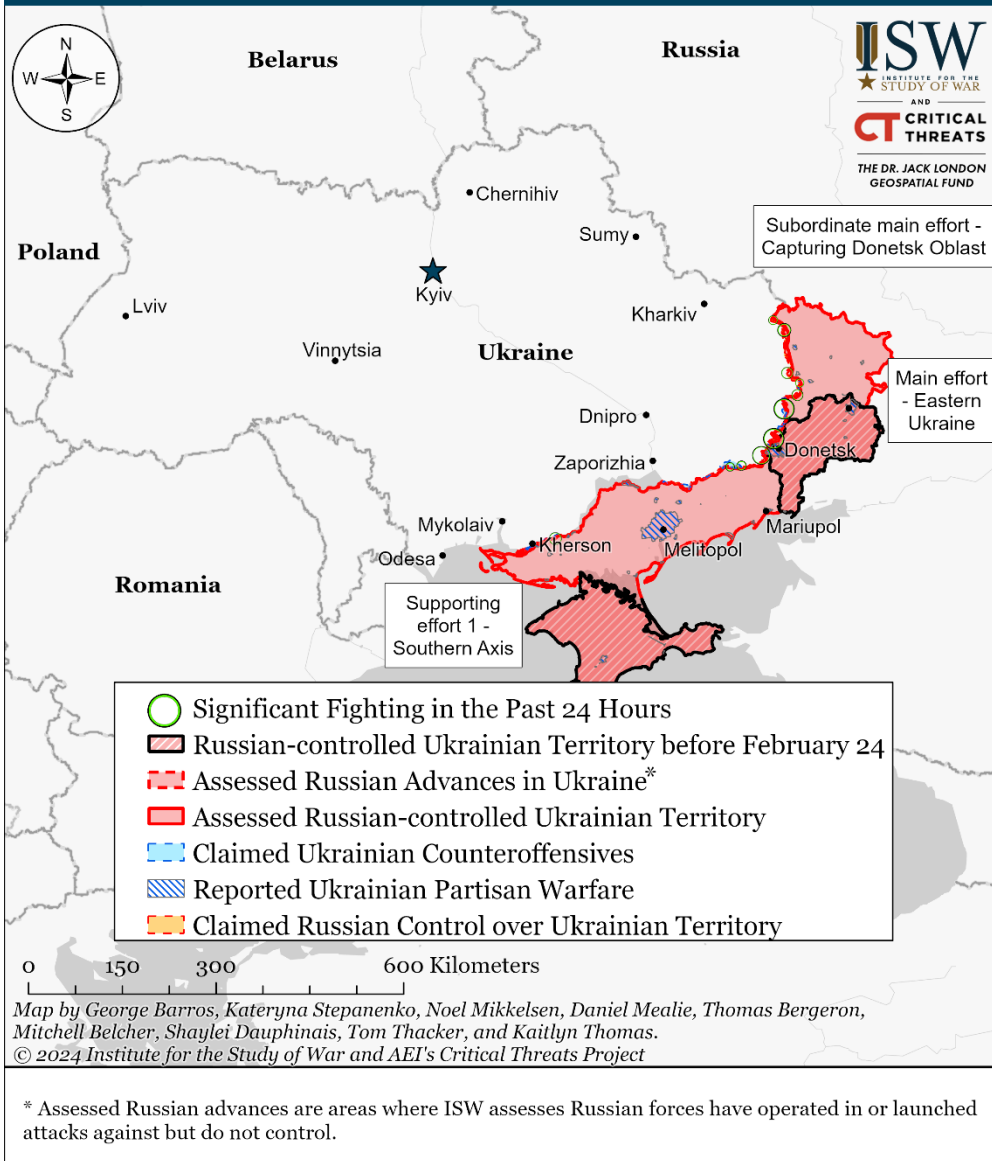 N
W
E
S
Belarus
Russia
ISW
INSTITUTE FOR THE
STUDY OF WAR
AND
CT CRITICAL
THREATS
THE DR. JACK LONDON
GEOSPATIAL FUND
Chernihiv
Sumy
Subordinate main effort -
Capturing Donetsk Oblast
Poland
Kyiv
Lviv
Kharkiv
Vinnytsia
Ukraine
Main effort
- Eastern
Ukraine
Dnipro
Donetsk
Zaporizhia
Mykolaiv
Mariupol
Kherson
Melitopol
Odesa
Romania
Supporting
effort 1 -
Southern Axis
Significant Fighting in the Past 24 Hours
Russian-controlled Ukrainian Territory before February 24
Assessed Russian Advances in Ukraine*
Assessed Russian-controlled Ukrainian Territory
Claimed Ukrainian Counteroffensives
Reported Ukrainian Partisan Warfare
Claimed Russian Control over Ukrainian Territory
0 150 300 600 Kilometers
Map by George Barros, Kateryna Stepanenko, Noel Mikkelsen, Daniel Mealie, Thomas Bergeron,
Mitchell Belcher, Shaylei Dauphinais, Tom Thacker, and Kaitlyn Thomas.
© 2024 Institute for the Study of War and AEI's Critical Threats Project
* Assessed Russian advances are areas where ISW assesses Russian forces have operated in or launched
attacks against but do not control.